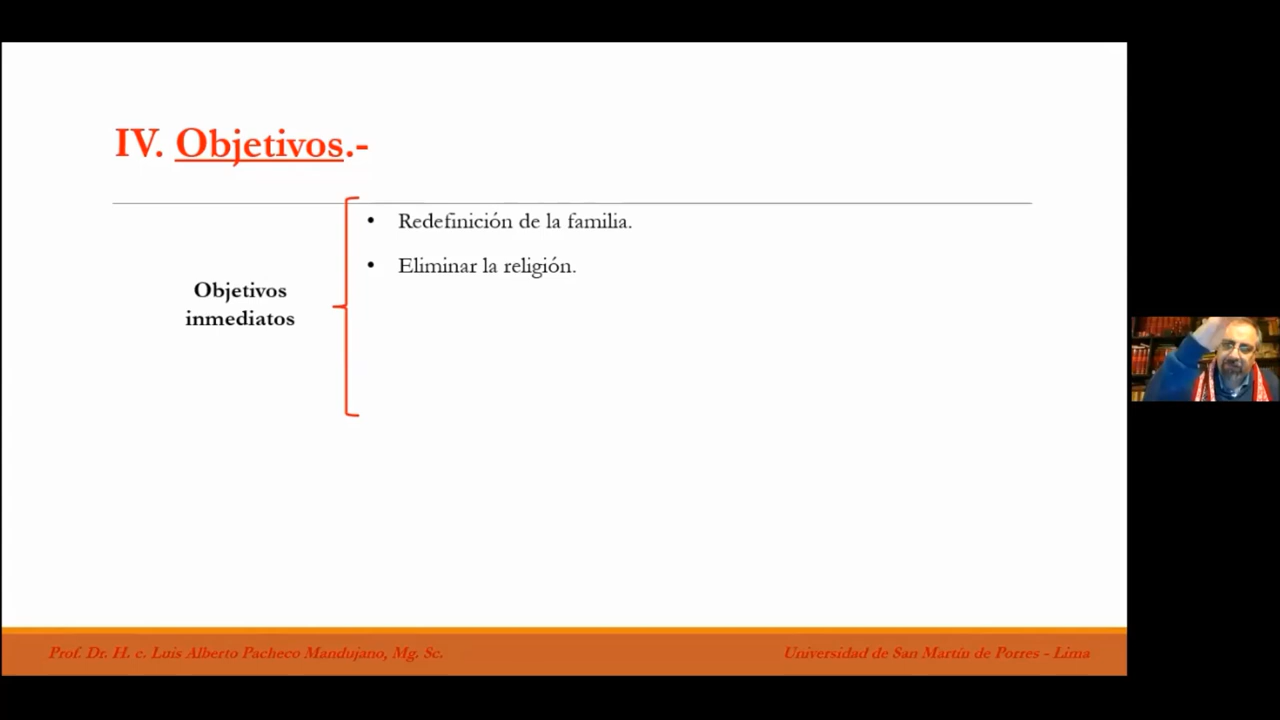 IV. Objetivos.-
• Redefinición de la familia.
• Eliminar la religión.
Objetivos
inmediatos
Prof. Dr. H. c. Luis Alberto Pacheco Mandujano, Mg. Sc.
Universidad de San Martín de Porres - Lima